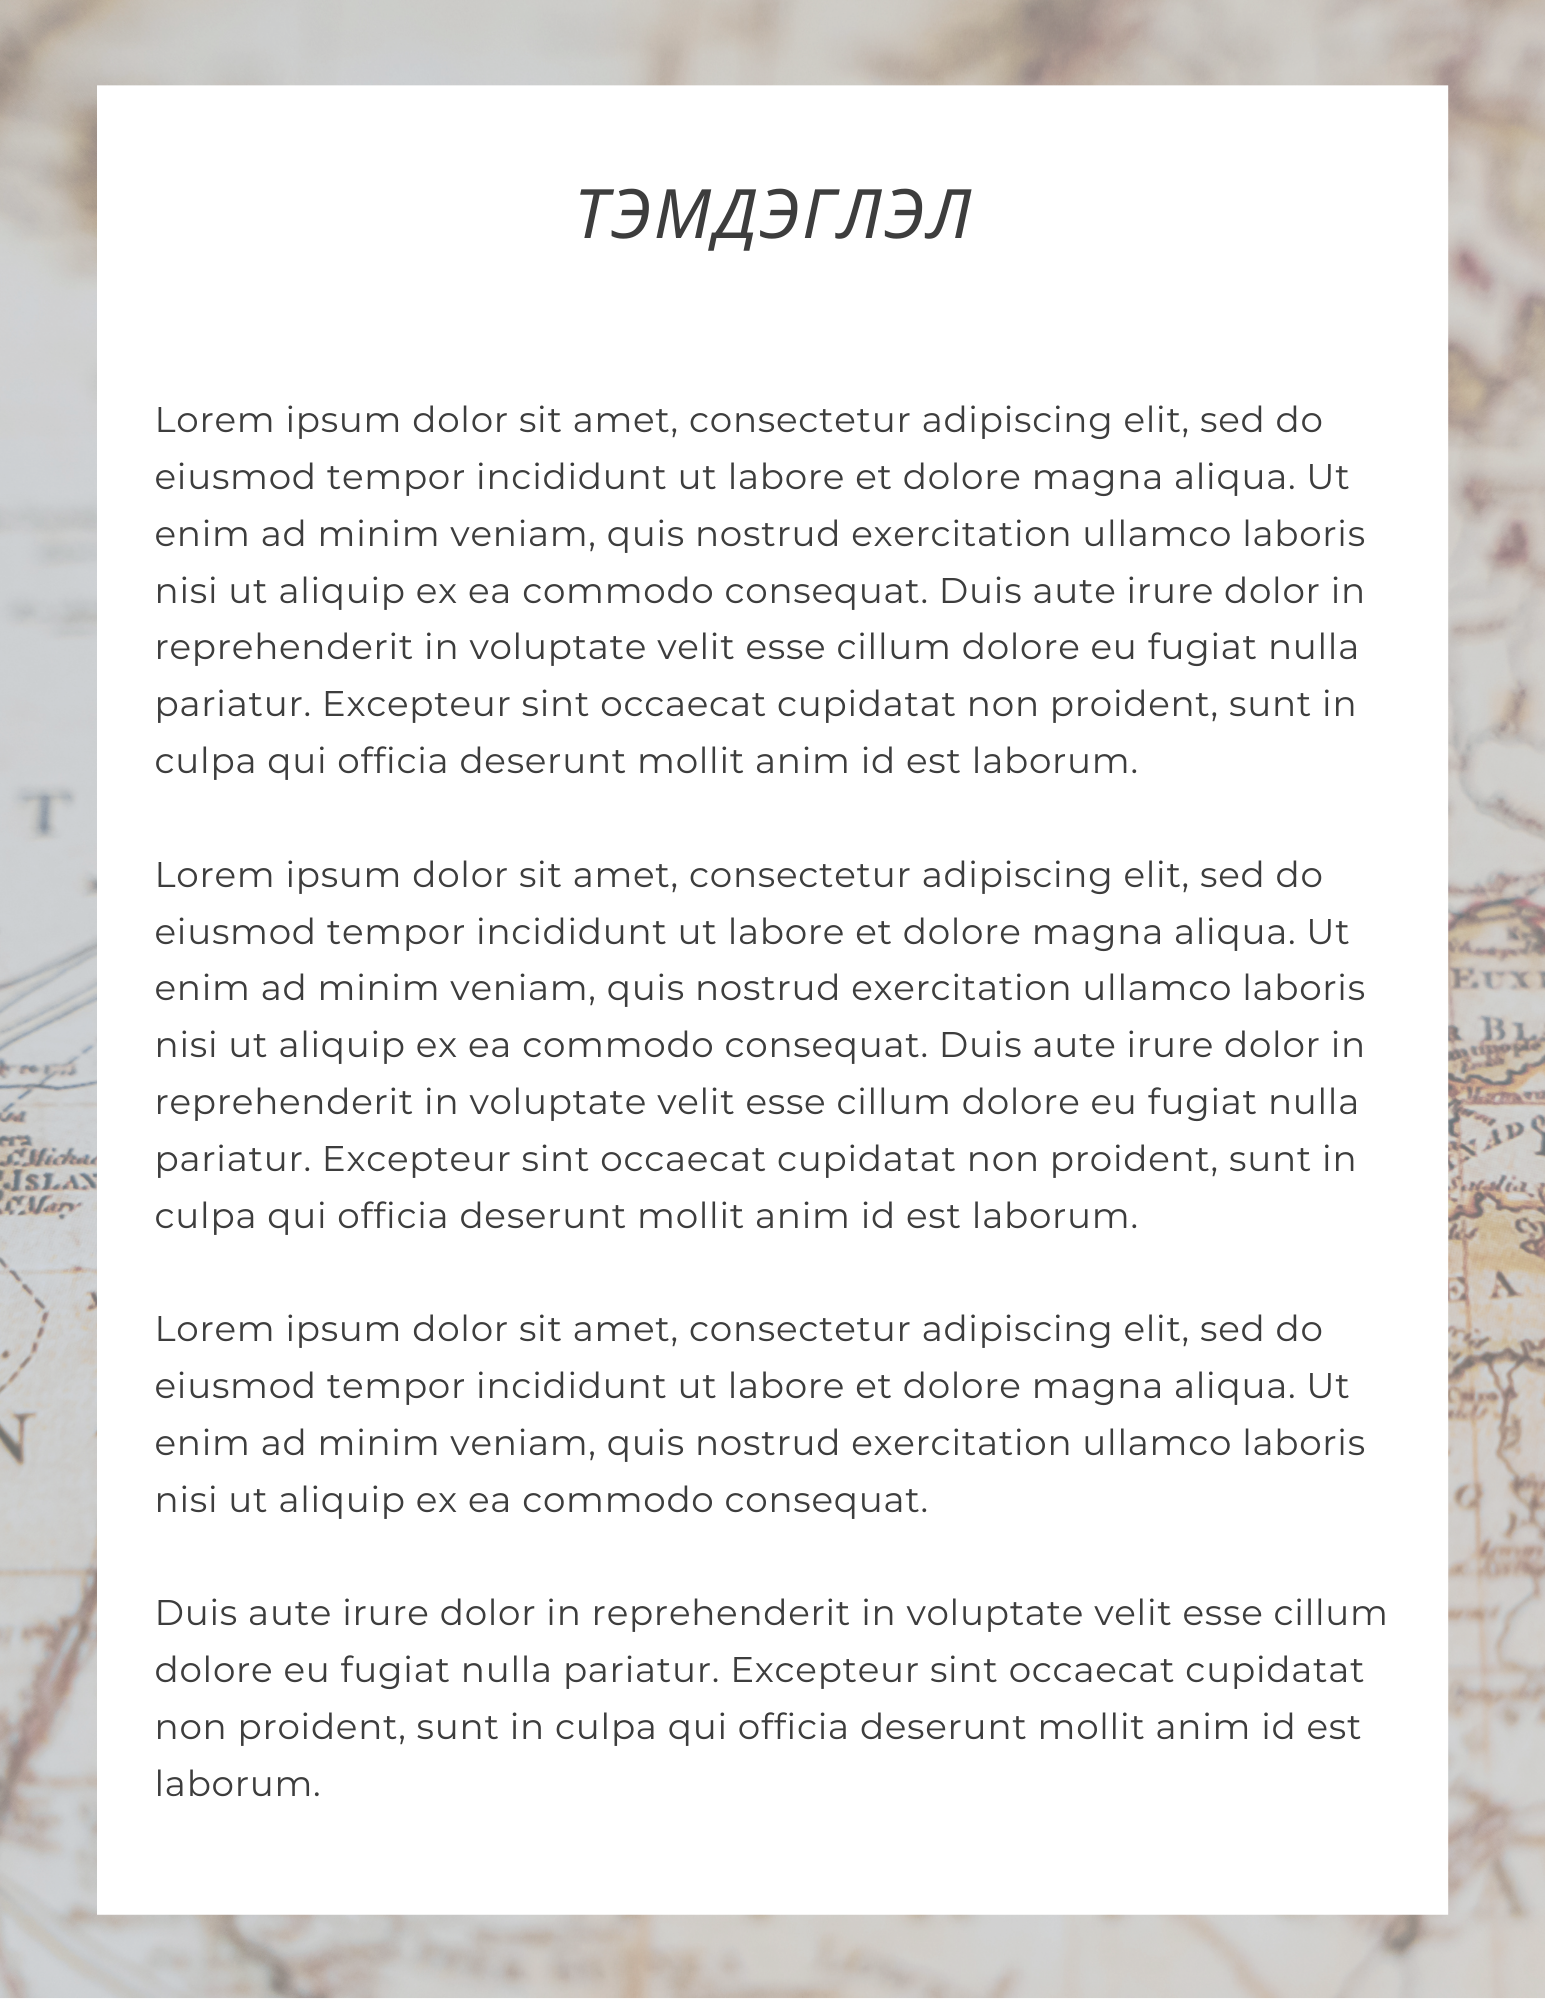 ТЭМДЭГЛЭЛ
Lorem ipsum dolor sit amet, consectetur adipiscing elit, sed do
eiusmod tempor incididunt ut labore et dolore magna aliqua. Ut
enim ad minim veniam, quis nostrud exercitation ullamco laboris
nisi ut aliquip ex ea commodo consequat. Duis aute irure dolor in
reprehenderit in voluptate velit esse cillum dolore eu fugiat nulla
pariatur. Excepteur sint occaecat cupidatat non proident, sunt in
culpa qui officia deserunt mollit anim id est laborum.
Lorem ipsum dolor sit amet, consectetur adipiscing elit, sed do
eiusmod tempor incididunt ut labore et dolore magna aliqua. Ut
enim ad minim veniam, quis nostrud exercitation ullamco laboris
nisi ut aliquip ex ea commodo consequat. Duis aute irure dolor in
reprehenderit in voluptate velit esse cillum dolore eu fugiat nulla
pariatur. Excepteur sint occaecat cupidatat non proident, sunt in
culpa qui officia deserunt mollit anim id est laborum.
Lorem ipsum dolor sit amet, consectetur adipiscing elit, sed do
eiusmod tempor incididunt ut labore et dolore magna aliqua. Ut
enim ad minim veniam, quis nostrud exercitation ullamco laboris
nisi ut aliquip ex ea commodo consequat.
Duis aute irure dolor in reprehenderit in voluptate velit esse cillum
dolore eu fugiat nulla pariatur. Excepteur sint occaecat cupidatat
non proident, sunt in culpa qui officia deserunt mollit anim id est
laborum.